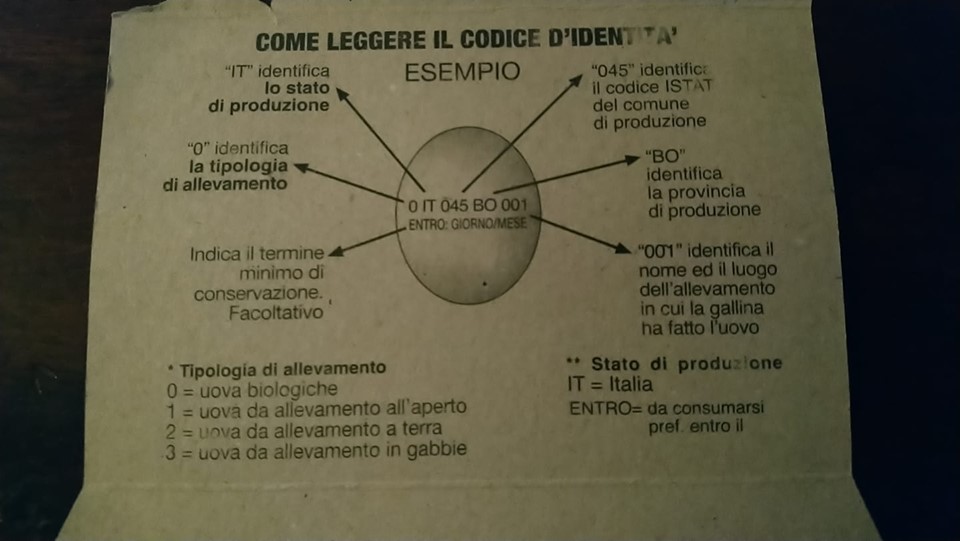 COME LEGGERE IL CODICE D'IDENTITA'
ESEMPIO
"IT" identifica
lo stato
di produzione
"0" identifica
la tipologia
di allevamento
Indica il termine
minimo di
conservazione.
Facoltativo
0 IT 045 BO 001
ENTRO: GIORNO/MESE
"045" identifica
il codice ISTAT
del comune
di produzione
"BO"
identifica
la provincia
di produzione
"001" identifica il
nome ed il luogo
dell'allevamento
in cui la gallina
ha fatto l'uovo
* Tipologia di allevamento
0 = uova biologiche
1 = uova da allevamento all'aperto
2 = uova da allevamento a terra
3 = uova da allevamento in gabbie
** Stato di produzione
IT = Italia
ENTRO= da consumarsi
pref. entro il